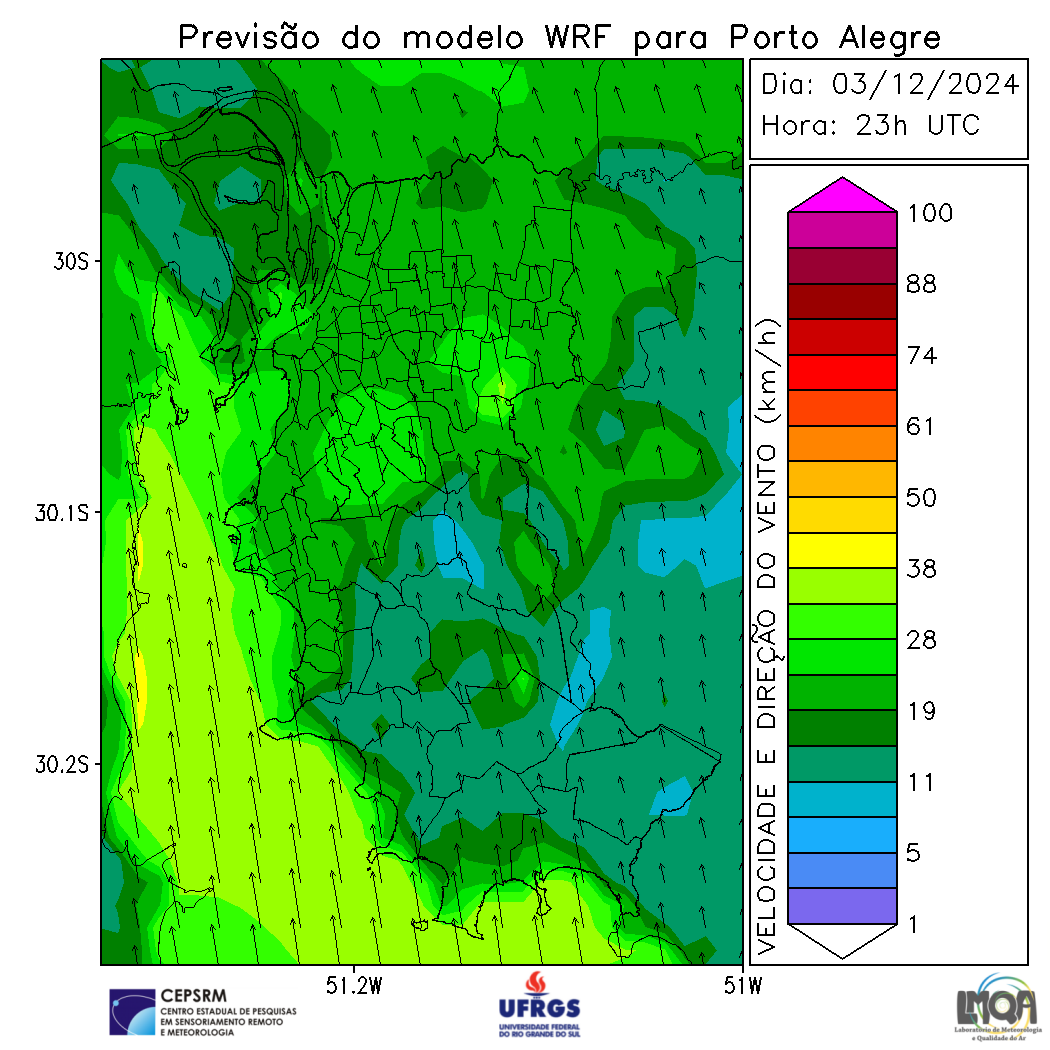 Previsão do modelo WRF para Porto Alegre
Dia: 03/12/2024
Hora: 23h UTC
30S
30.1S
30.2S
51.2W
51W
VELOCIDADE E DIREÇÃO DO VENTO (km/h)
100
88
74
61
50
38
28
19
11
5
1
CEPSRM
CENTRO ESTADUAL DE PESQUISAS
EM SENSORIAMENTO REMOTO
E METEOROLOGIA
UFRGS
UNIVERSIDADE FEDERAL
DO RIO GRANDE DO SUL
LMQA
Laboratório de Meteorologia
e Qualidade do Ar